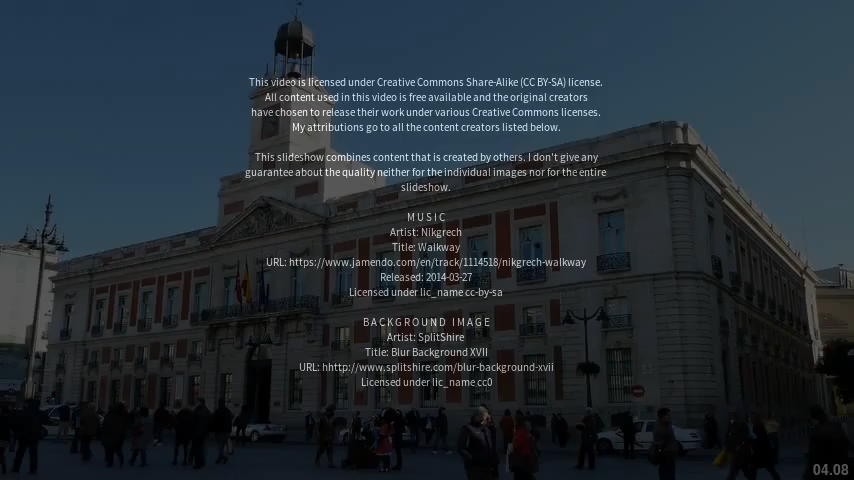 This video is licensed under Creative Commons Share-Alike (CC BY-SA) license.
All content used in this video is free available and the original creators
have chosen to release their work under various Creative Commons licenses.
My attributions go to all the content creators listed below.
This slideshow combines content that is created by others. I don't give any
guarantee about the quality neither for the individual images nor for the entire
slideshow.
MUSIC
Artist: Nikgrech
Title: Walkway
URL: https://www.jamendo.com/en/track/1114518/nikgrech-walkway
Released: 2014-03-27
Licensed under lic_name cc-by-sa
BACKGROUND IMAGE
Artist: SplitShire
Title: Blur Background XVII
URL: hhttp://www.splitshire.com/blur-background-xvii
Licensed under lic_name cc0
04.08